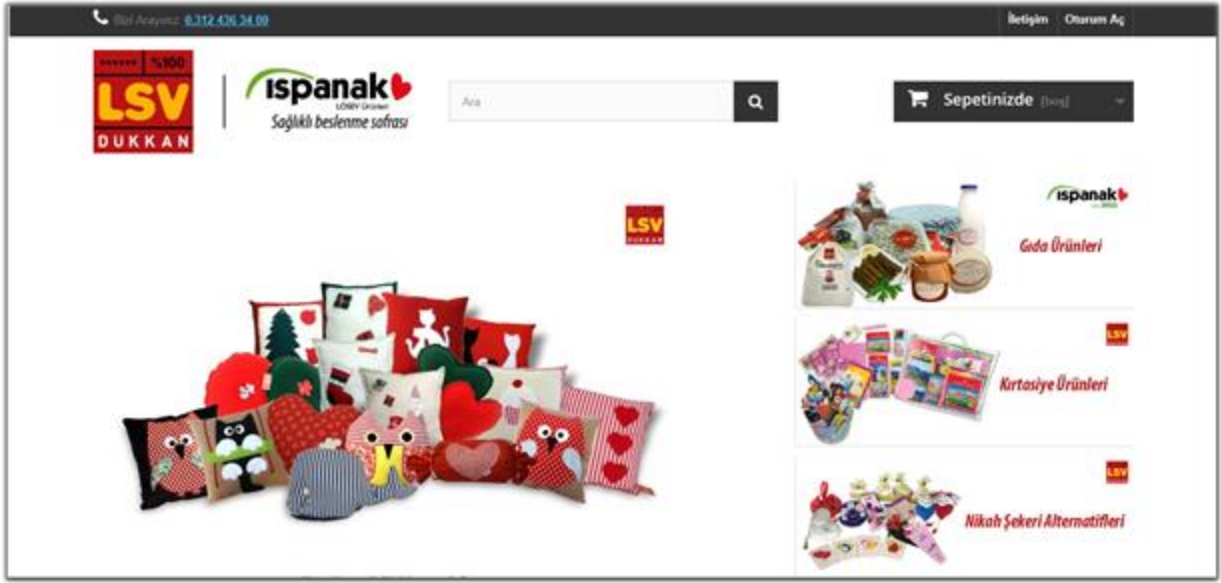 Bizi Arayınız: 0.312 436 34 00
İletişim Oturum Aç
%100
LSV
DUKKAN
ıspanak
LÖSEV Ürünleri
Sağlıklı beslenme sofrası
Ara
Sepetinizde [boş]
LSV
DUKKAN
ıspanak
Gıda Ürünleri
LSV
Kırtasiye Ürünleri
LSV
Nikah Şekeri Alternatifleri